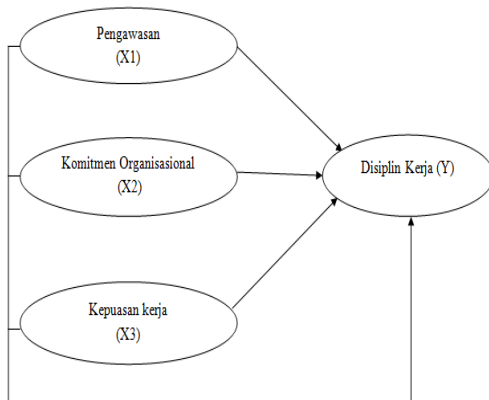 Pengawasan
(X1)
Komitmen Organisasional
(X2)
Disiplin Kerja (Y)
Kepuasan kerja
(X3)